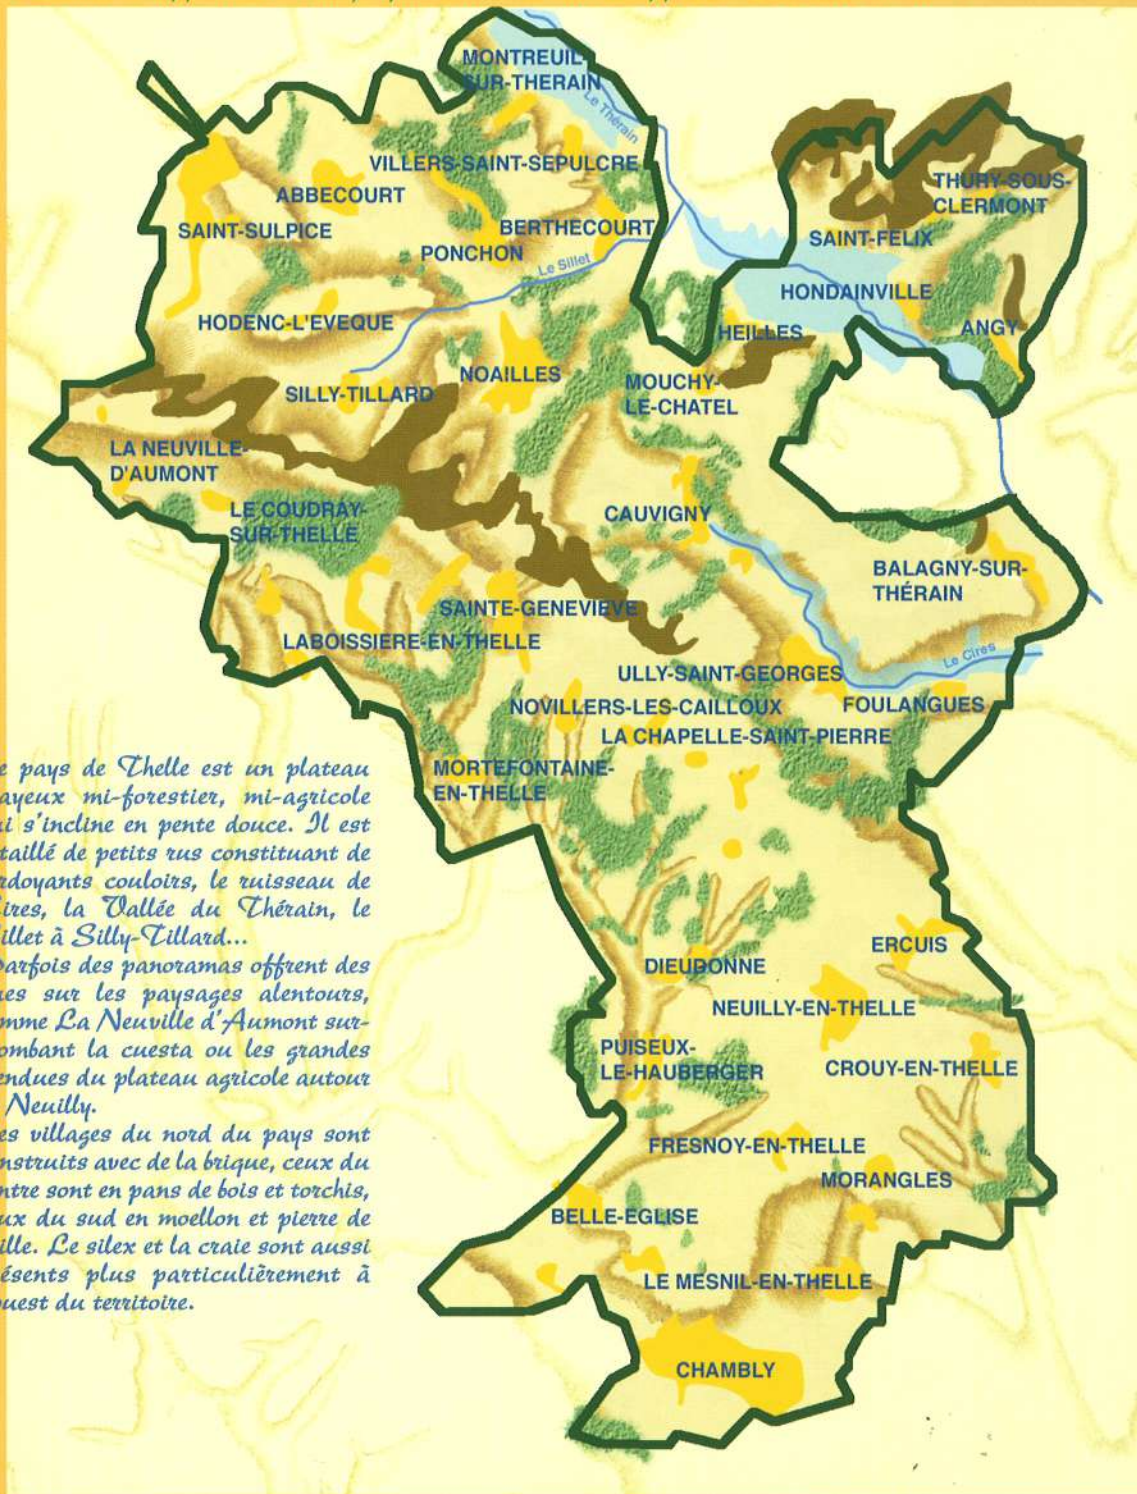 MONTREUIL-
SUR-THERAIN
Le Thérain
VILLERS-SAINT-SEPULCRE
ABBECOURT
THURY-SOUS-
CLERMONT
SAINT-SULPICE
BERTHECOURT
SAINT-FELIX
PONCHON
Le Sillet
HONDAINVILLE
HODENC-L'EVEQUE
HEILLES
ANGY
NOAILLES
SILLY-TILLARD
MOUCHY-
LE-CHATEL
LA NEUVILLE-
D'AUMONT
LE COUDRAY-
SUR-THELLE
CAUVIGNY
BALAGNY-SUR-
THÉRAIN
SAINTE-GENEVIEVE
LABOISSIERE-EN-THELLE
Le Cires
ULLY-SAINT-GEORGES
NOVILLERS-LES-CAILLOUX
FOULANGUES
LA CHAPELLE-SAINT-PIERRE
MORTEFONTAINE-
EN-THELLE
e pays de Thelle est un plateau
ayeux mi-forestier, mi-agricole
i s'incline en pente douce. Il est
taillé de petits rus constituant de
rdoyants couloirs, le ruisseau de
ires, la Vallée du Thérain, le
illet à Silly-Tillard...
Parfois des panoramas offrent des
es sur les paysages alentours,
mme La Neuville d'Aumont sur-
ombant la cuesta ou les grandes
endues du plateau agricole autour
Neuilly.
es villages du nord du pays sont
nstruits avec de la brique, ceux du
ntre sont en pans de bois et torchis,
ux du sud en moellon et pierre de
ille. Le silex et la craie sont aussi
ésents plus particulièrement à
ouest du territoire.
ERCUIS
DIEUDONNE
NEUILLY-EN-THELLE
PUISEUX-
LE-HAUBERGER
CROUY-EN-THELLE
FRESNOY-EN-THELLE
MORANGLES
BELLE-EGLISE
LE MESNIL-EN-THELLE
CHAMBLY